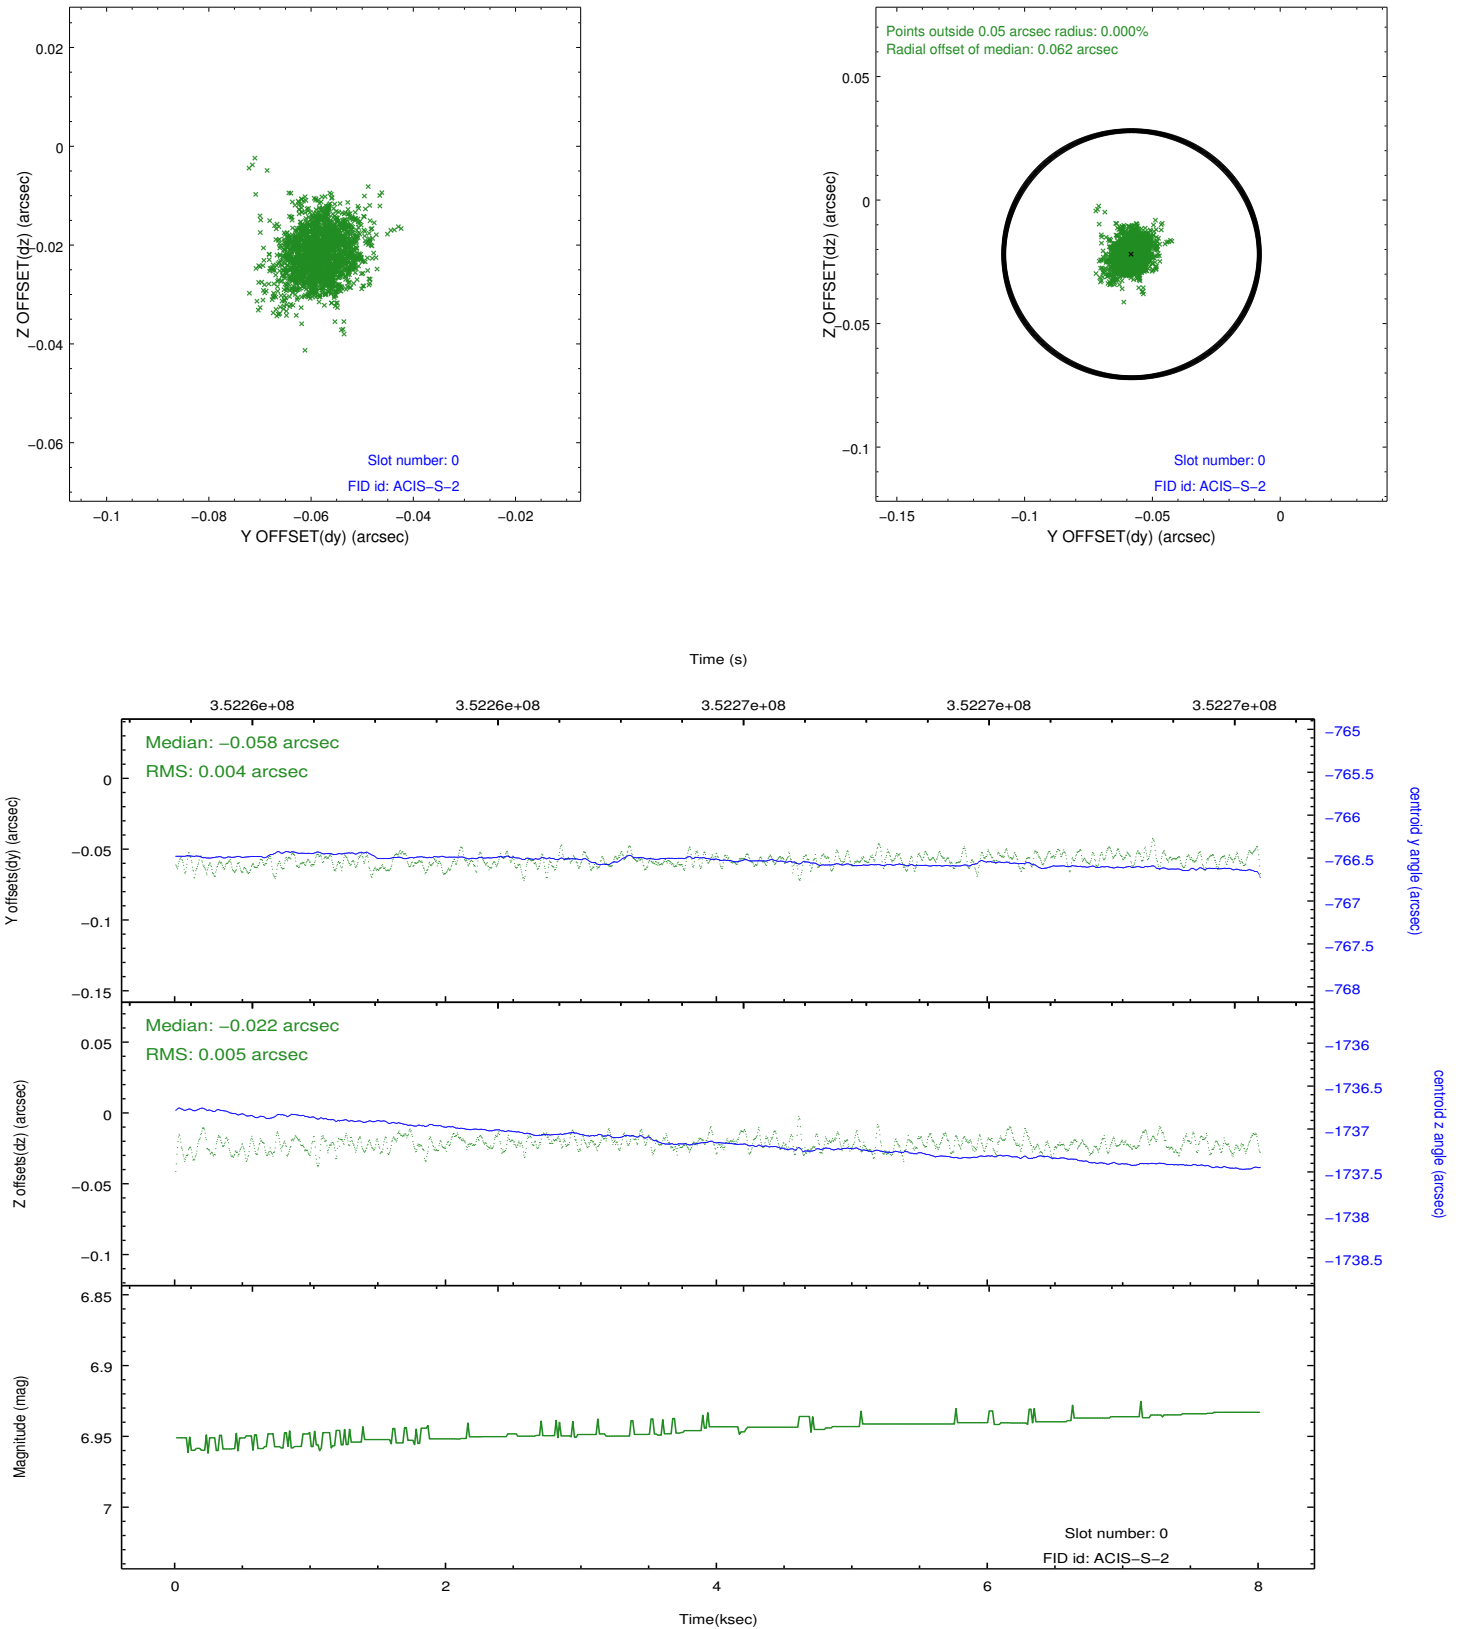 Points outside 0.05 arcsec radius: 0.000%
Radial offset of median: 0.062 arcsec
0.02
0
−0.02
−0.04
−0.06
Z OFFSET(dz) (arcsec)
Slot number: 0
FID id: ACIS−S−2
−0.1 −0.08 −0.06 −0.04 −0.02
Y OFFSET(dy) (arcsec)
0.05
0
−0.05
−0.1
Z OFFSET(dz) (arcsec)
Slot number: 0
FID id: ACIS−S−2
−0.15 −0.1 −0.05 0
Y OFFSET(dy) (arcsec)
Time (s)
3.5226e+08 3.5226e+08 3.5227e+08 3.5227e+08 3.5227e+08
Median: −0.058 arcsec
RMS: 0.004 arcsec
0
−0.05
−0.1
−0.15
Y offsets(dy) (arcsec)
−765
−765.5
−766
−766.5
−767
−767.5
−768
centroid y angle (arcsec)
Median: −0.022 arcsec
RMS: 0.005 arcsec
0.05
0
−0.05
−0.1
Z offsets(dz) (arcsec)
−1736
−1736.5
−1737
−1737.5
−1738
−1738.5
centroid z angle (arcsec)
6.85
6.9
6.95
7
Magnitude (mag)
Slot number: 0
FID id: ACIS−S−2
0 2 4 6 8
Time(ksec)